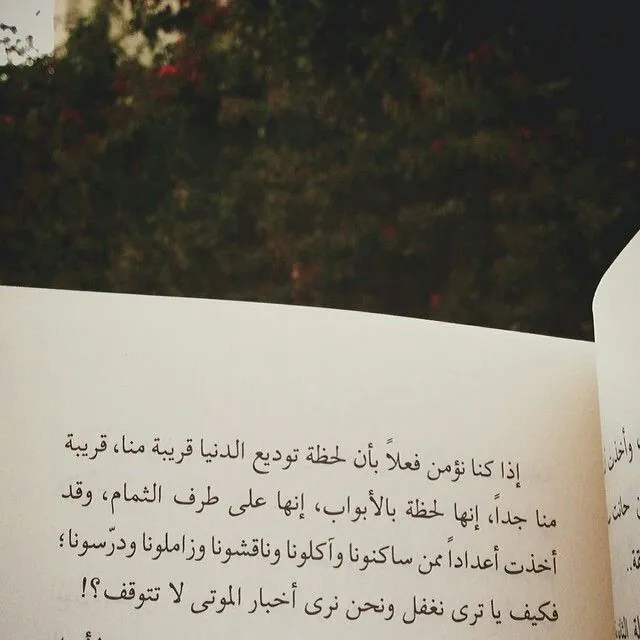 إذا كنا نؤمن فعلاً بأن لحظة توديع الدنيا قريبة منا، قريبة
منا جداً، إنها لحظة بالأبواب، إنها على طرف الثمام، وقد
أخذت أعداداً ممن ساكنونا وآكلونا وناقشونا وزاملونا ودرّسونا؛
فكيف يا ترى نغفل ونحن نرى أخبار الموتى لا تتوقف؟!